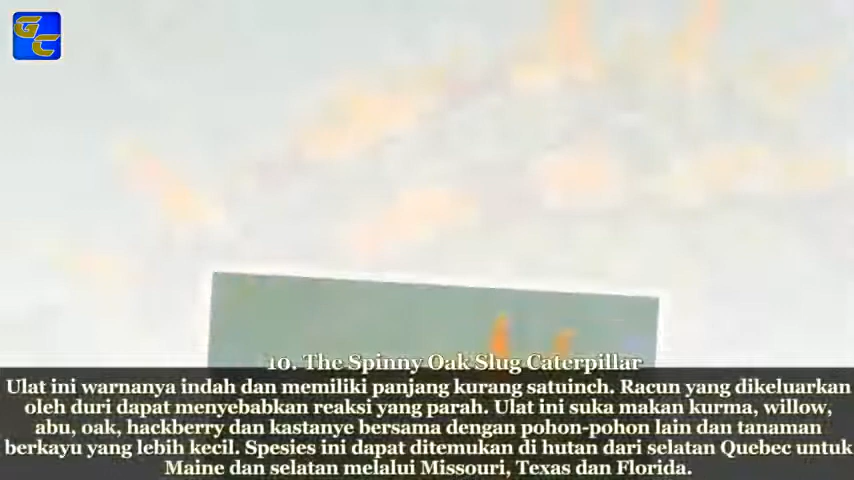 GC
10. The Spinny Oak Slug Caterpillar
Ulat ini warnanya indah dan memiliki panjang kurang satuinch. Racun yang dikeluarkan
oleh duri dapat menyebabkan reaksi yang parah. Ulat ini suka makan kurma, willow,
abu, oak, hackberry dan kastanye bersama dengan pohon-pohon lain dan tanaman
berkayu yang lebih kecil. Spesies ini dapat ditemukan di hutan dari selatan Quebec untuk
Maine dan selatan melalui Missouri, Texas dan Florida.